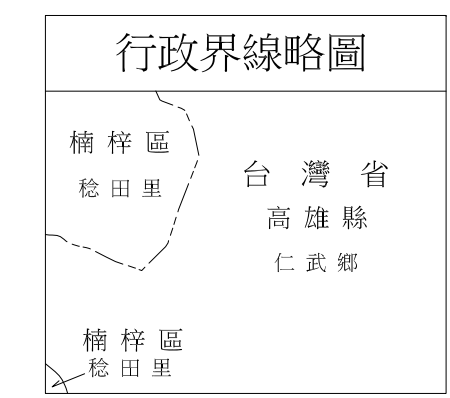 行政界線略圖
楠梓區
稔田里
台灣省
高雄縣
仁武鄉
楠梓區
稔田里